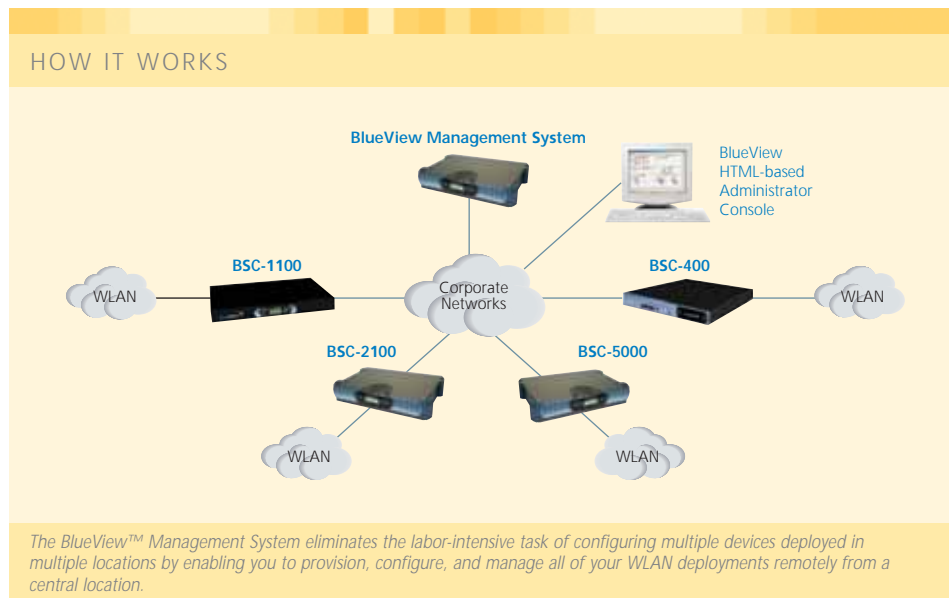 HOW IT WORKS
BlueView Management System
BlueView
HTML-based
Administrator
Console
BSC-1100
BSC-400
WLAN
Corporate
Networks
WLAN
BSC-2100
BSC-5000
WLAN
WLAN
The BlueView™ Management System eliminates the labor-intensive task of configuring multiple devices deployed in
multiple locations by enabling you to provision, configure, and manage all of your WLAN deployments remotely from a
central location.